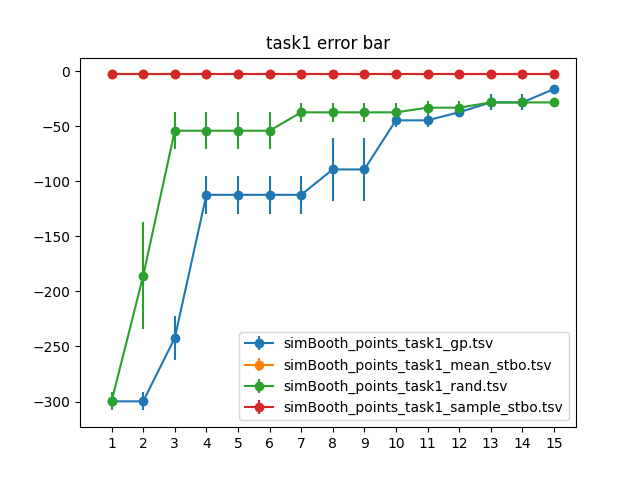 task1 error bar
0
−50
−100
−150
−200
−250
−300
simBooth_points_task1_gp.tsv
simBooth_points_task1_mean_stbo.tsv
simBooth_points_task1_rand.tsv
simBooth_points_task1_sample_stbo.tsv
1 2 3 4 5 6 7 8 9 10 11 12 13 14 15